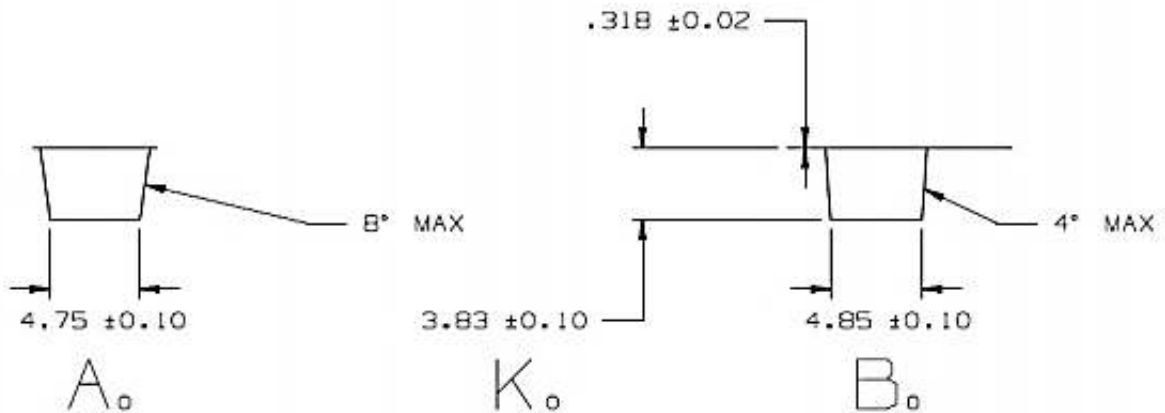 .318 ±0.02
8° MAX
4° MAX
4.75 ±0.10
3.83 ±0.10
4.85 ±0.10
Ao
Ko
Bo